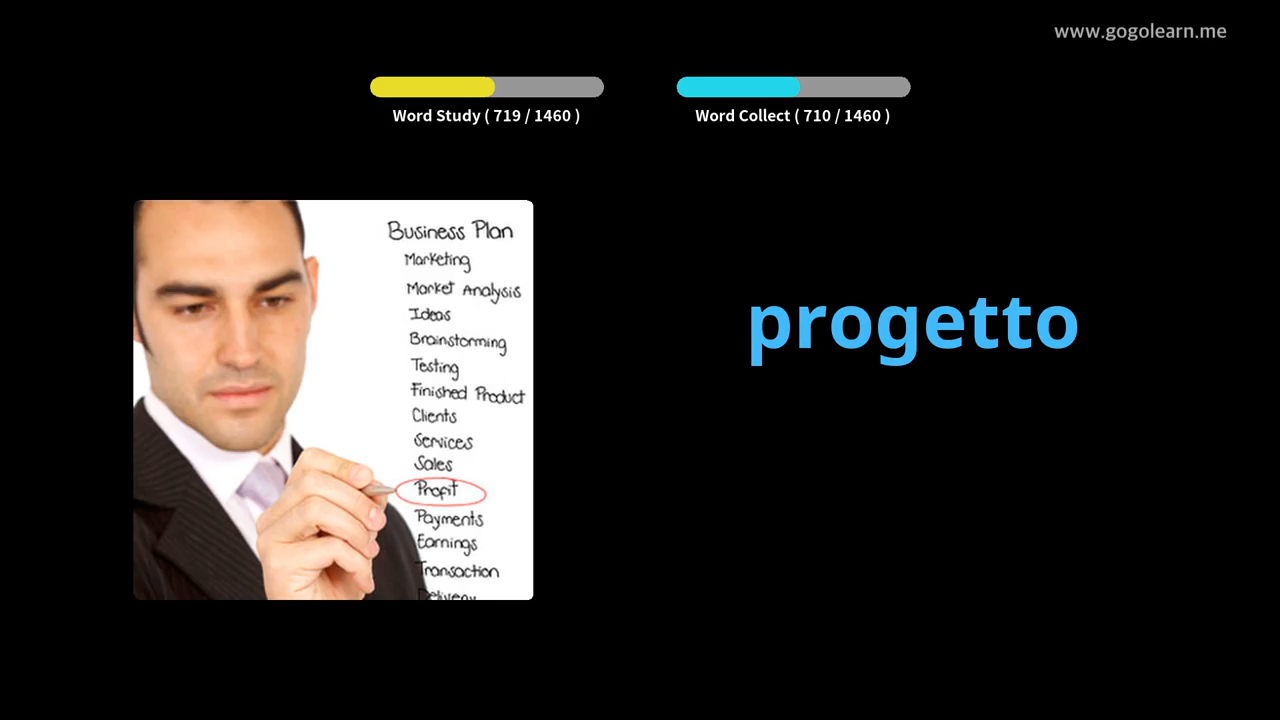 www.gogolearn.me
Word Study ( 719 / 1460 )
Word Collect ( 710 / 1460 )
Business Plan
Marketing
Market Analysis
Ideas
Brainstorming
Testing
Finished Product
Clients
Services
Sales
Profit
Payments
Earnings
Transaction
Delivery
progetto